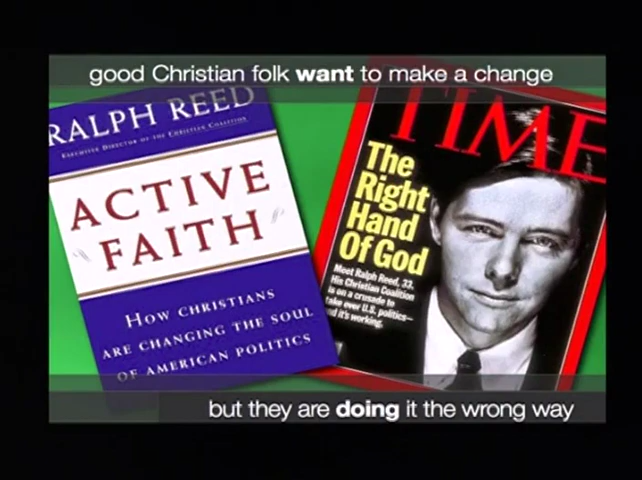 good Christian folk want to make a change
RALPH REED
EXECUTIVE DIRECTOR OF THE CHRISTIAN COALITION
ACTIVE
FAITH
HOW CHRISTIANS
ARE CHANGING THE SOUL
OF AMERICAN POLITICS
TIME
The
Right
Hand
Of God
Meet Ralph Reed, 33.
His Christian Coalition
is on a crusade to
take over U.S. politics—
and it's working.
but they are doing it the wrong way